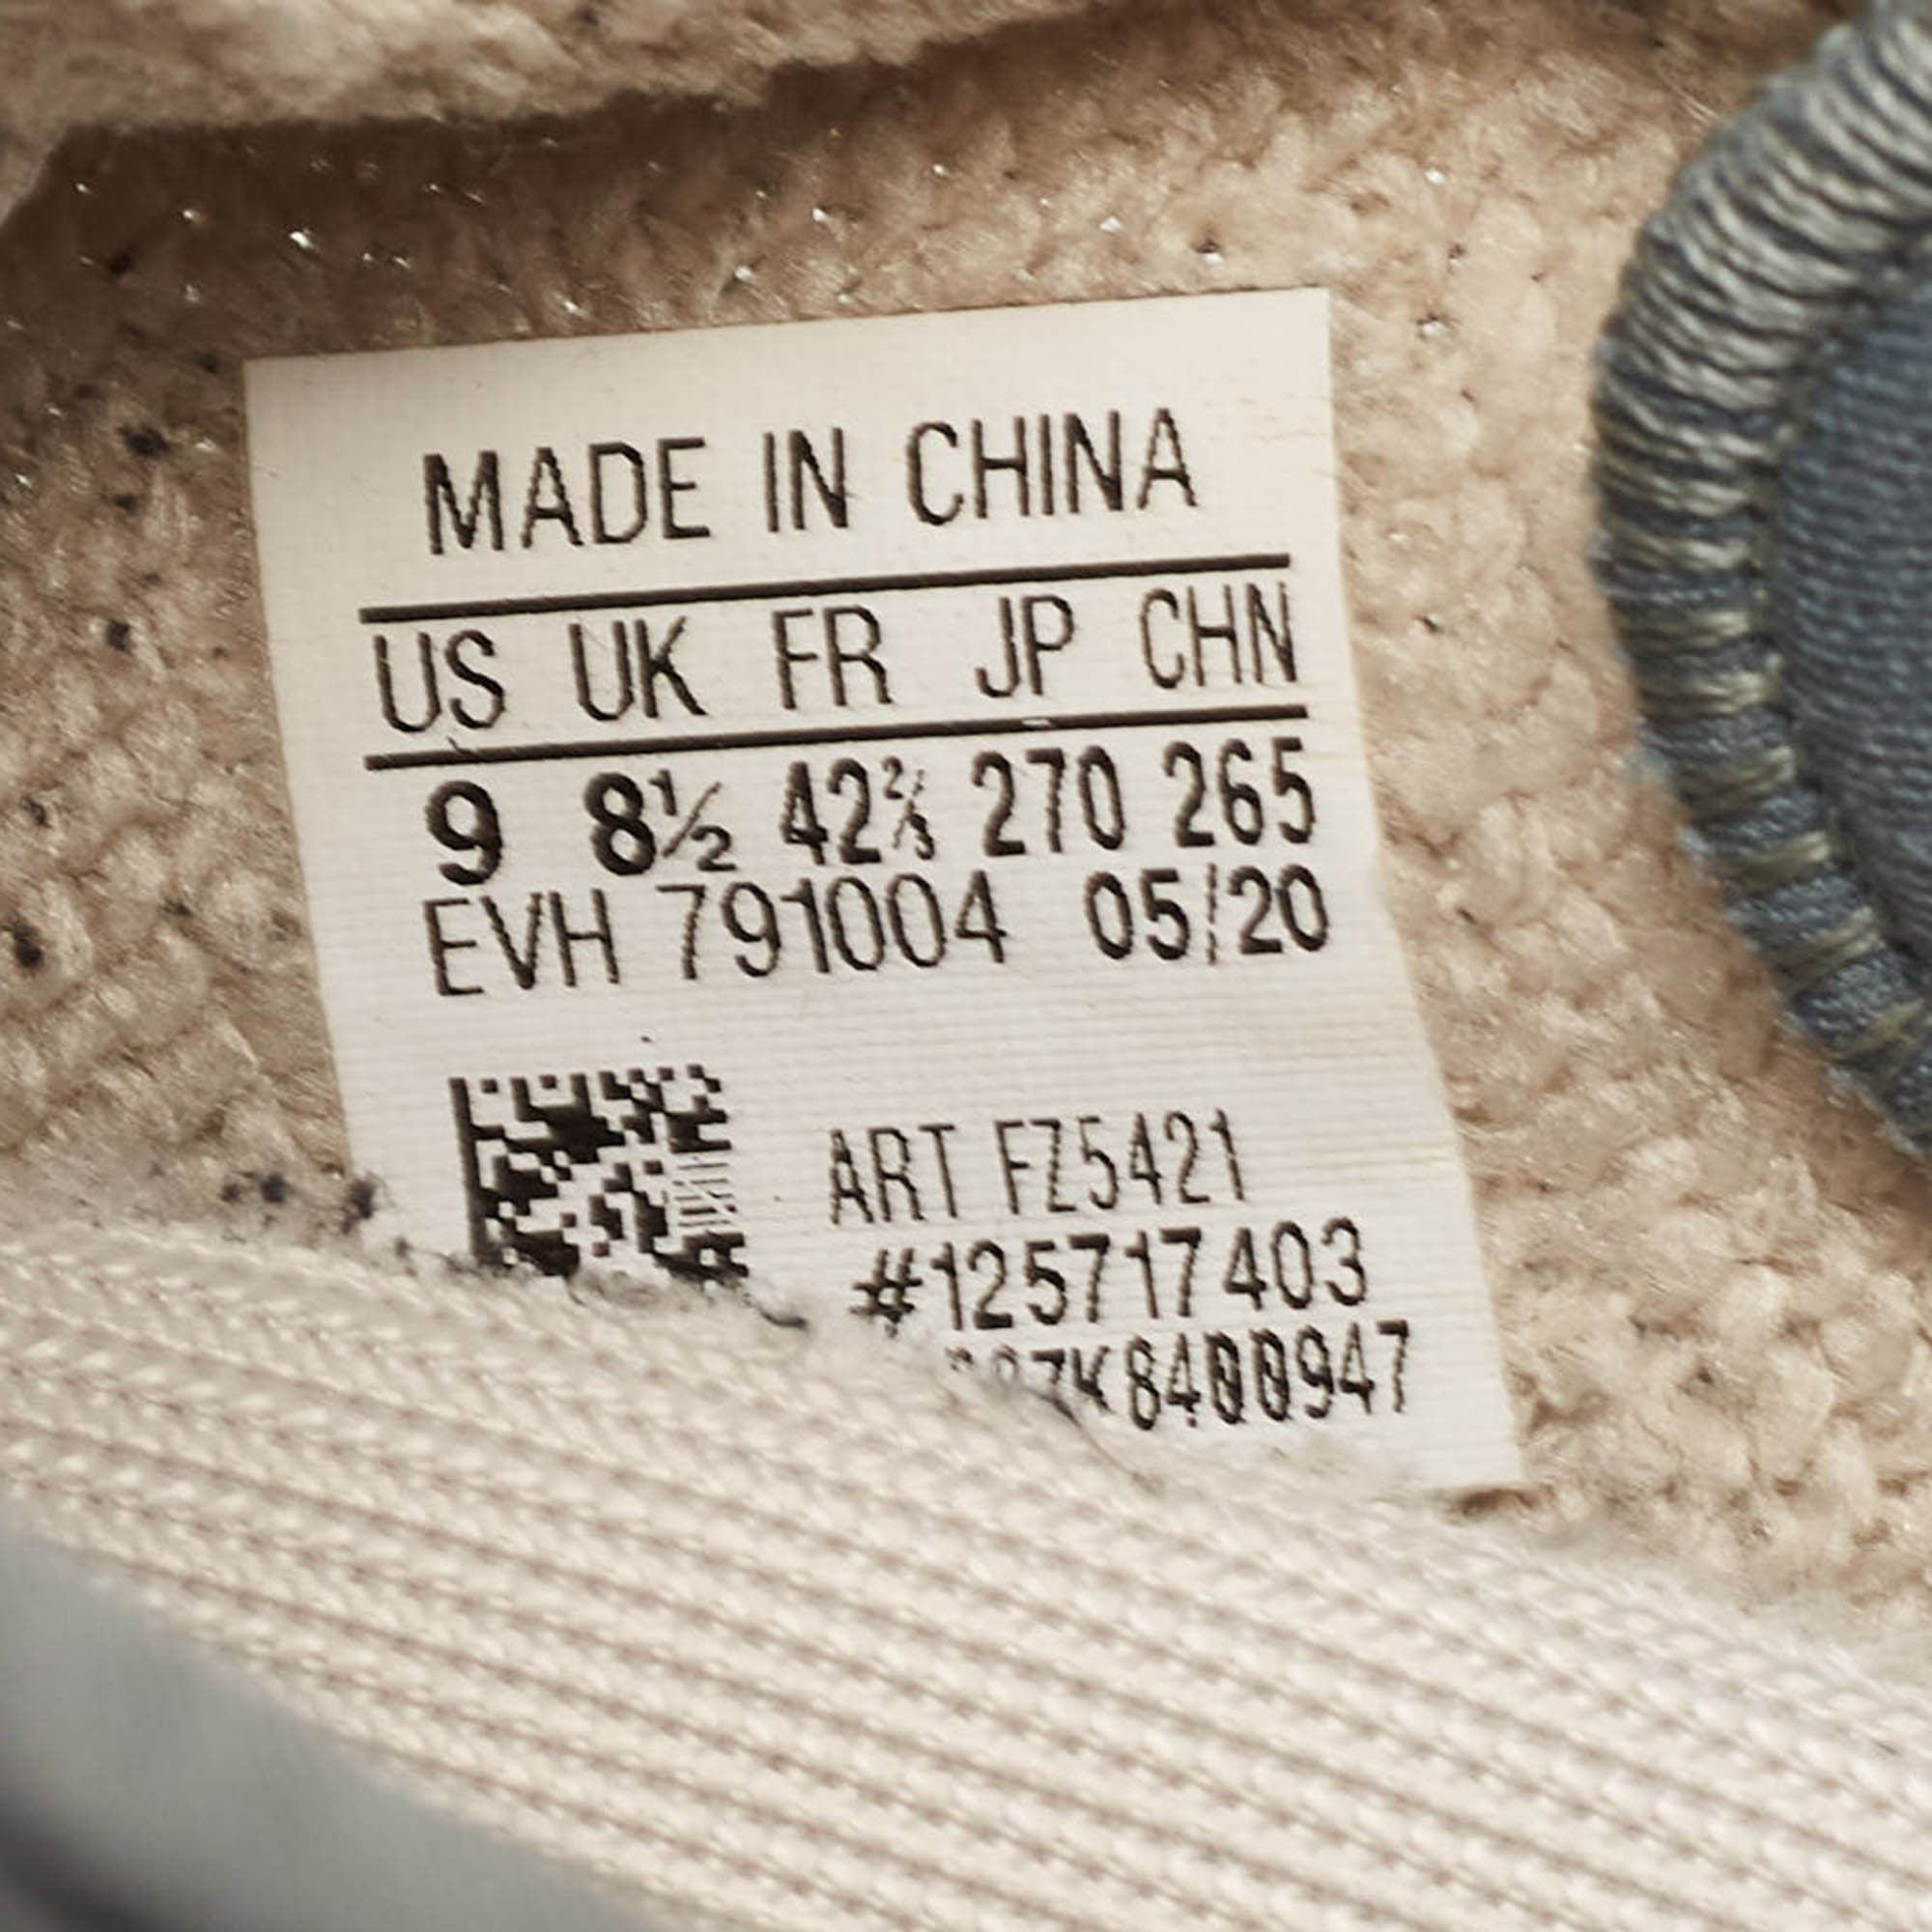 MADE IN CHINA
US UK FR JP CHN
9 8½ 42⅔ 270 265
EVH 791004 05/20
ART FZ5421
#125717403